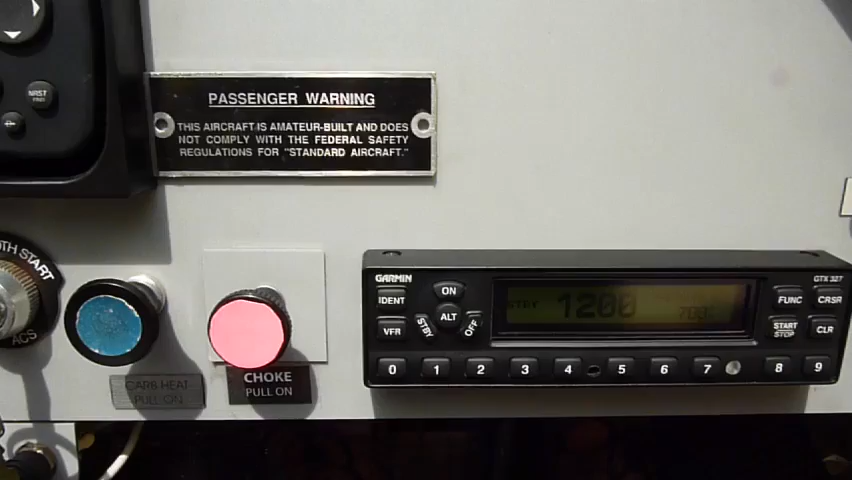 NRST
PASSENGER WARNING
THIS AIRCRAFT IS AMATEUR-BUILT AND DOES
NOT COMPLY WITH THE FEDERAL SAFETY
REGULATIONS FOR "STANDARD AIRCRAFT."
START
ACS
CARB HEAT
PULL ON
CHOKE
PULL ON
GARMIN
GTX 327
IDENT
ON
ALT
STBY
OFF
VFR
STBY
1200
FUNC
CRSR
START
STOP
CLR
0 1 2 3 4 5 6 7 8 9